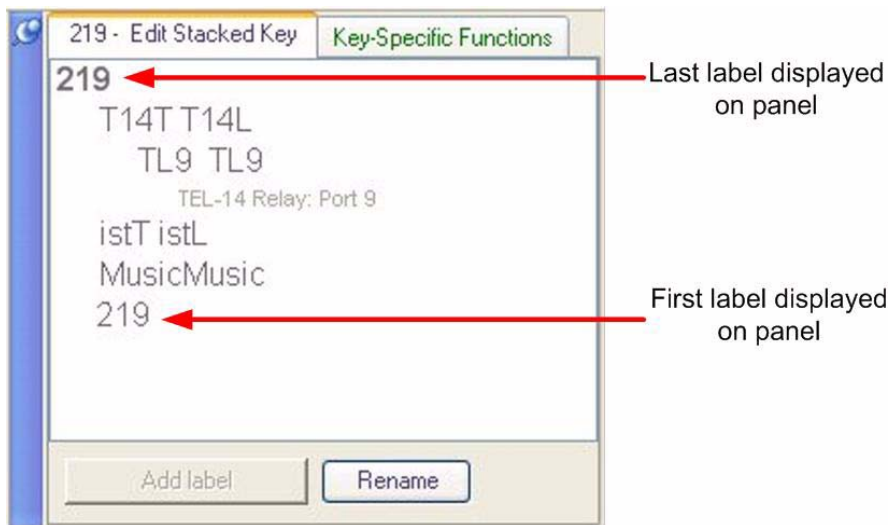 219 - Edit Stacked Key
Key-Specific Functions
219
T14T T14L
TL9 TL9
TEL-14 Relay: Port 9
istT istL
MusicMusic
219
Add label
Rename
Last label displayed
on panel
First label displayed
on panel